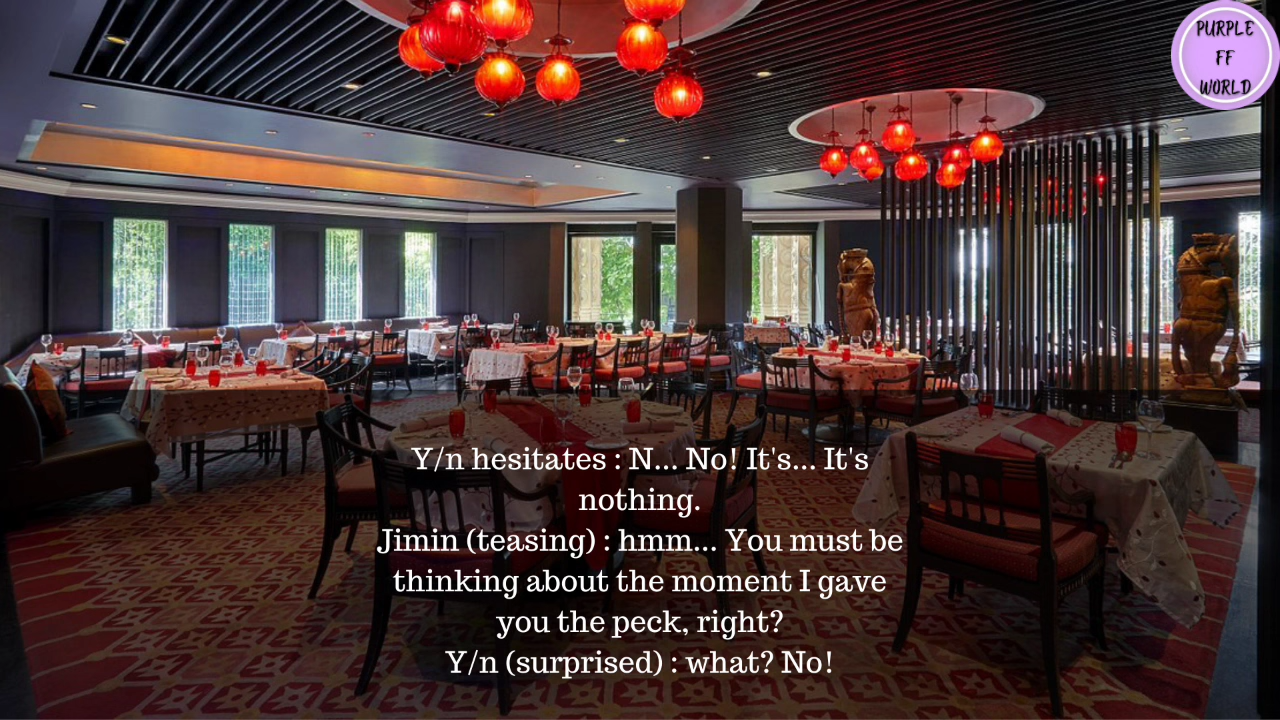 PURPLE
FF
WORLD
Y/n hesitates : N... No! It's... It's
nothing.
Jimin (teasing) : hmm... You must be
thinking about the moment I gave
you the peck, right?
Y/n (surprised) : what? No!